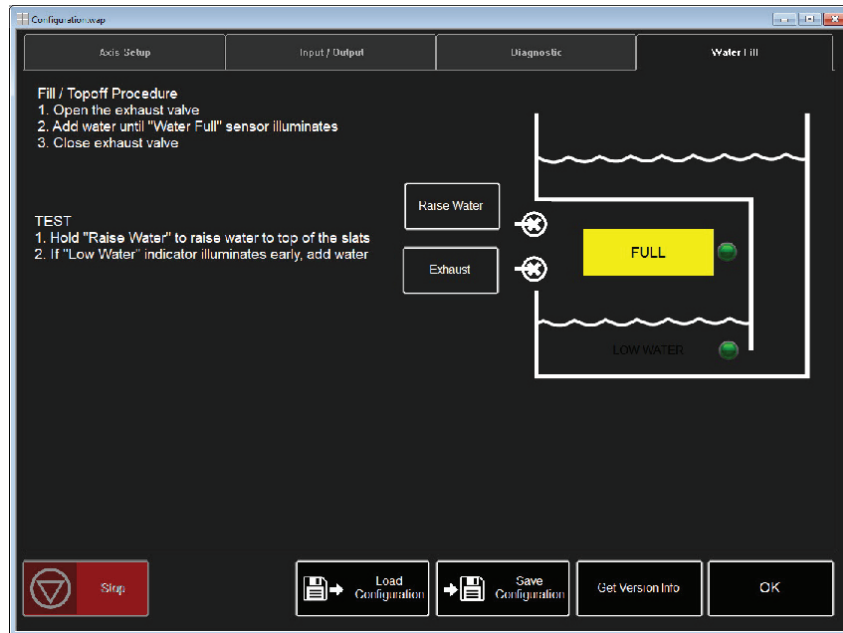 Configuration.wap
Axis Setup
Input / Output
Diagnostic
Water Fill
Fill / Topoff Procedure
1. Open the exhaust valve
2. Add water until "Water Full" sensor illuminates
3. Close exhaust valve
Raise Water
TEST
1. Hold "Raise Water" to raise water to top of the slats
2. If "Low Water" indicator illuminates early, add water
Exhaust
FULL
LOW WATER
Stop
Load
Configuration
Save
Configuration
Get Version Info
OK